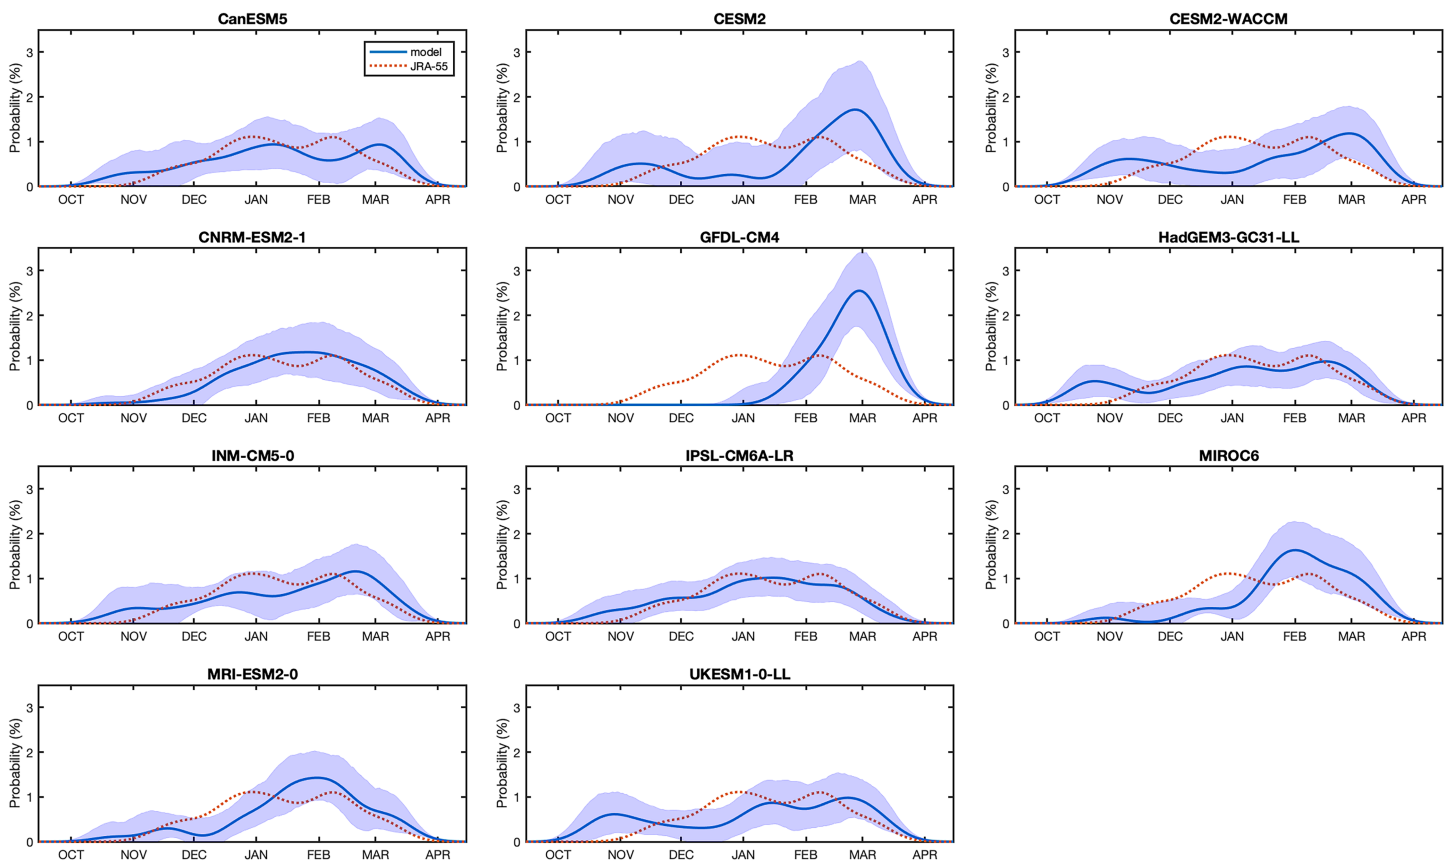 CanESM5
CESM2
CESM2-WACCM
Probability (%)
3
2
1
0
OCT NOV DEC JAN FEB MAR APR
model
JRA-55
Probability (%)
3
2
1
0
OCT NOV DEC JAN FEB MAR APR
Probability (%)
3
2
1
0
OCT NOV DEC JAN FEB MAR APR
CNRM-ESM2-1
GFDL-CM4
HadGEM3-GC31-LL
Probability (%)
3
2
1
0
OCT NOV DEC JAN FEB MAR APR
Probability (%)
3
2
1
0
OCT NOV DEC JAN FEB MAR APR
Probability (%)
3
2
1
0
OCT NOV DEC JAN FEB MAR APR
INM-CM5-0
IPSL-CM6A-LR
MIROC6
Probability (%)
3
2
1
0
OCT NOV DEC JAN FEB MAR APR
Probability (%)
3
2
1
0
OCT NOV DEC JAN FEB MAR APR
Probability (%)
3
2
1
0
OCT NOV DEC JAN FEB MAR APR
MRI-ESM2-0
UKESM1-0-LL
Probability (%)
3
2
1
0
OCT NOV DEC JAN FEB MAR APR
Probability (%)
3
2
1
0
OCT NOV DEC JAN FEB MAR APR